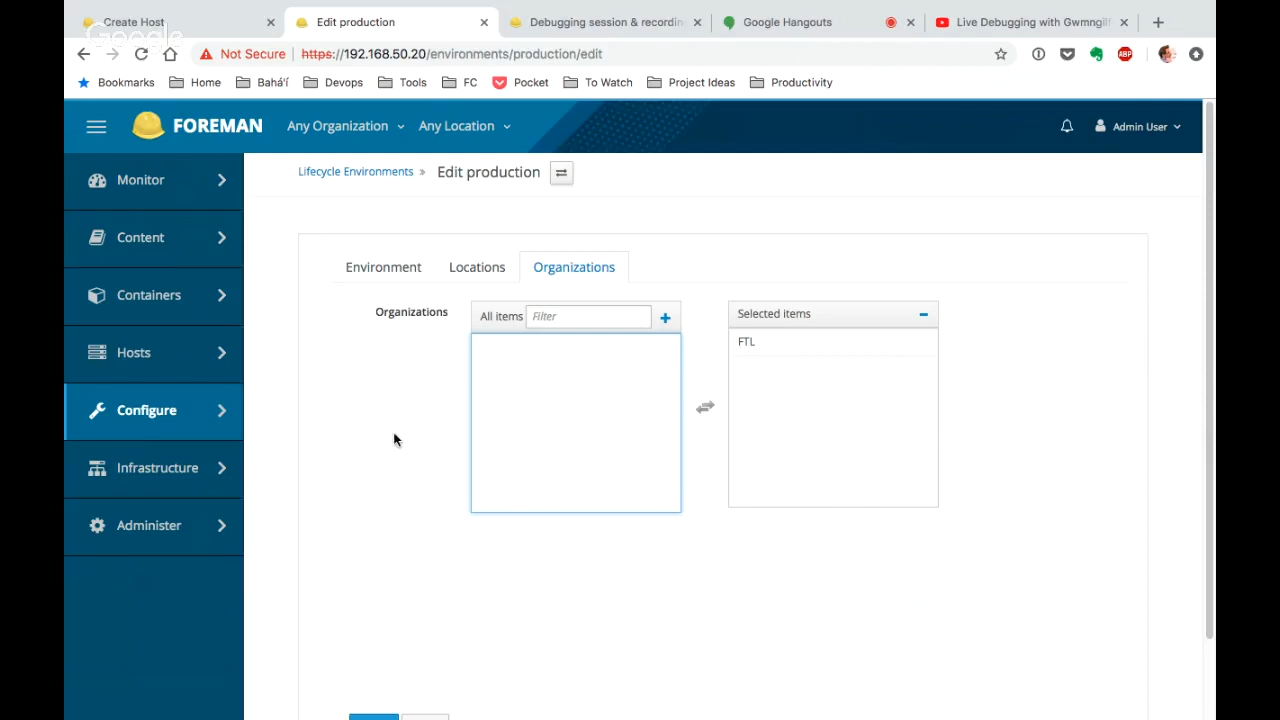 Create Host
Edit production
Debugging session & recordin
Google Hangouts
Live Debugging with Gwmngilf
Google
Not Secure
https://192.168.50.20/environments/production/edit
ABP
Bookmarks
Home
Bahá'í
Devops
Tools
FC
Pocket
To Watch
Project Ideas
Productivity
FOREMAN
Any Organization
Any Location
Admin User
Monitor
Content
Containers
Hosts
Configure
Infrastructure
Administer
Lifecycle Environments »
Edit production
Environment
Locations
Organizations
Organizations
All items
Filter
Selected items
FTL